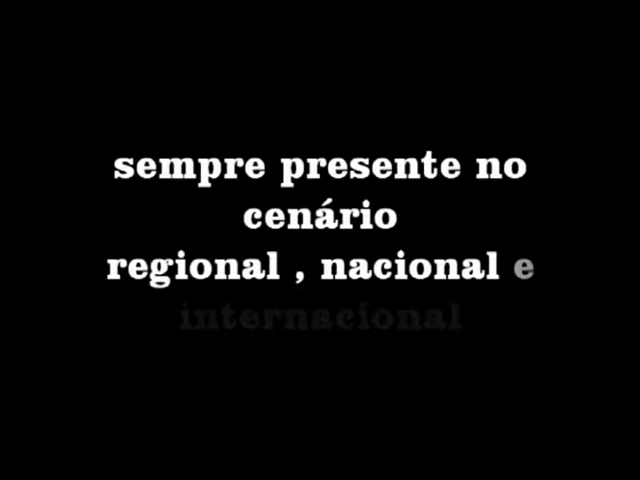 sempre presente no
cenário
regional , nacional e
internacional